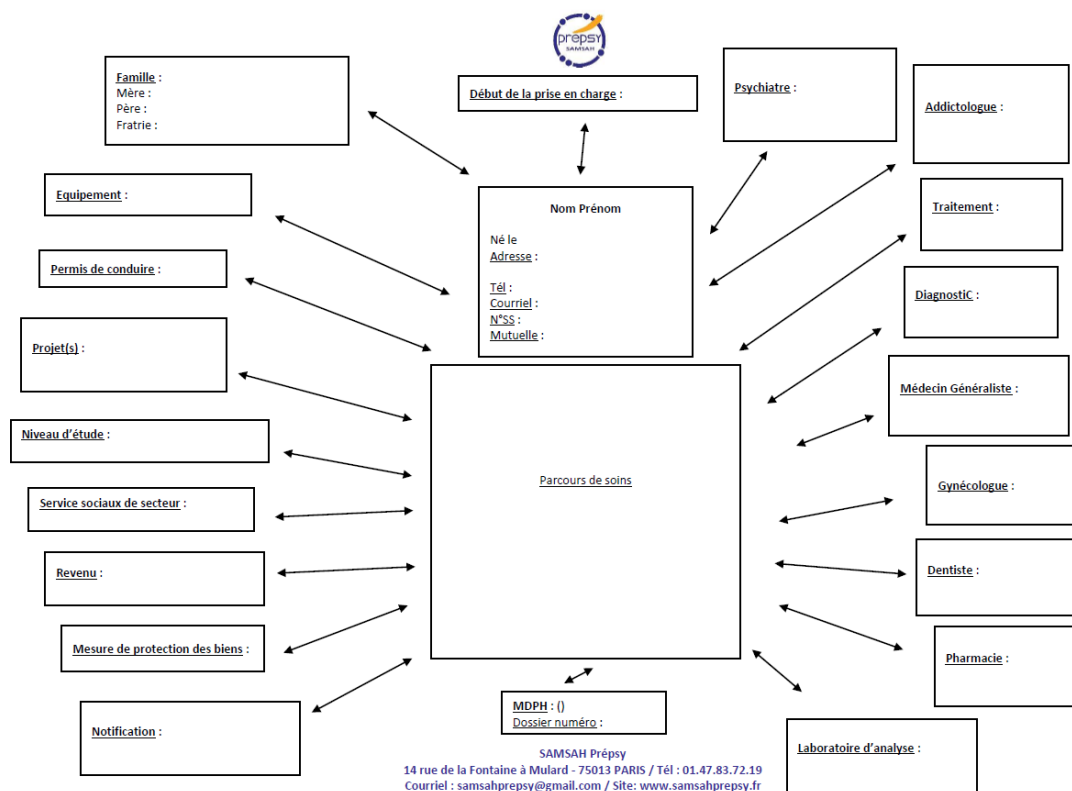 prepsy
SAMSAH
Famille :
Mère :
Père :
Fratrie :
Début de la prise en charge :
Psychiatre :
Addictologue :
Equipement :
Nom Prénom
Né le
Adresse :
Tél :
Courriel :
N°SS :
Mutuelle :
Traitement :
Permis de conduire :
DiagnostiC :
Projet(s) :
Médecin Généraliste :
Niveau d'étude :
Parcours de soins
Gynécologue :
Service sociaux de secteur :
Revenu :
Dentiste :
Mesure de protection des biens :
Pharmacie :
Notification :
MDPH : ()
Dossier numéro :
Laboratoire d'analyse :
SAMSAH Prépsy
14 rue de la Fontaine à Mulard - 75013 PARIS / Tél : 01.47.83.72.19
Courriel : samsahprepsy@gmail.com / Site: www.samsahprepsy.fr